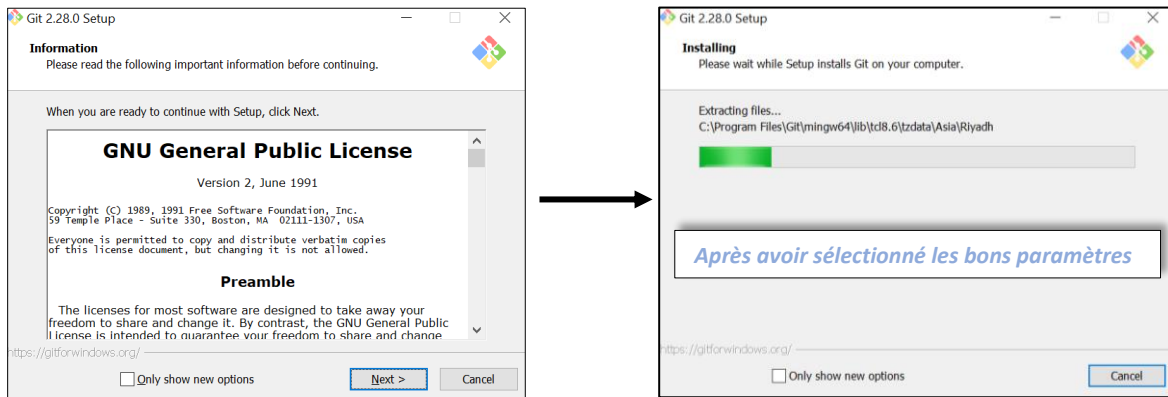 Git 2.28.0 Setup
Information
Please read the following important information before continuing.
When you are ready to continue with Setup, click Next.
GNU General Public License
Version 2, June 1991
Copyright (C) 1989, 1991 Free Software Foundation, Inc.
59 Temple Place - Suite 330, Boston, MA 02111-1307, USA
Everyone is permitted to copy and distribute verbatim copies
of this license document, but changing it is not allowed.
Preamble
The licenses for most software are designed to take away your
freedom to share and change it. By contrast, the GNU General Public
License is intended to guarantee your freedom to share and change
https://gitforwindows.org/
Only show new options
Next >
Cancel
Git 2.28.0 Setup
Installing
Please wait while Setup installs Git on your computer.
Extracting files...
C:\Program Files\Git\mingw64\lib\tcl8.6\tzdata\Asia\Riyadh
Après avoir sélectionné les bons paramètres
https://gitforwindows.org/
Only show new options
Cancel